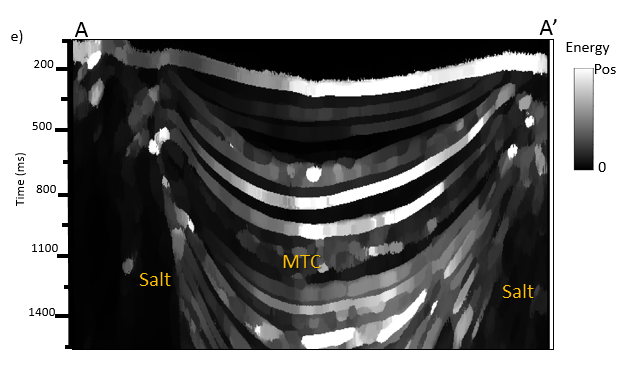 e)
A
A’
Energy
Pos
0
Time (ms)
200
500
800
1100
1400
MTC
Salt
Salt